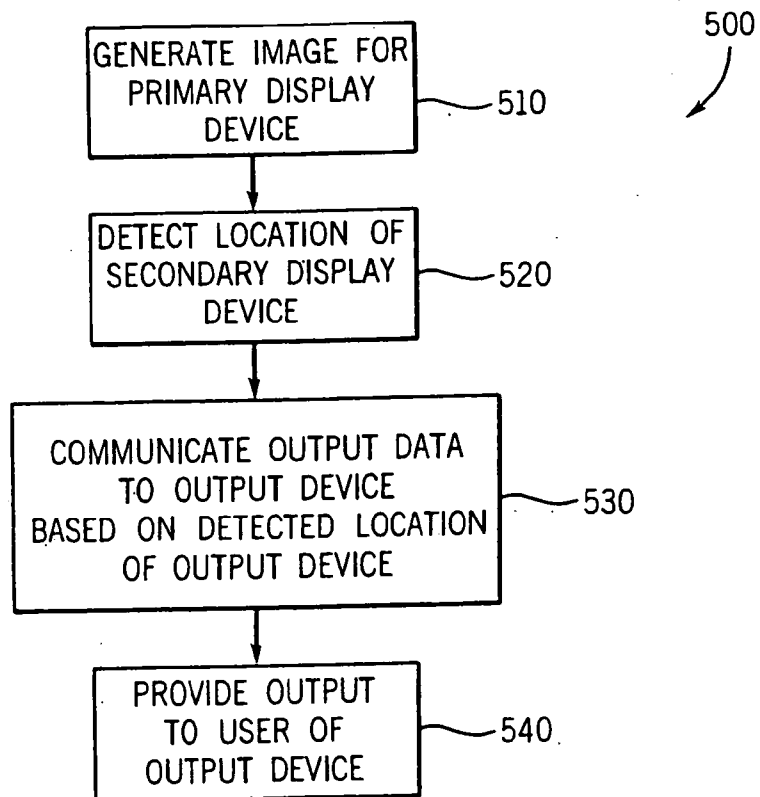 500
GENERATE IMAGE FOR
PRIMARY DISPLAY
DEVICE
510
DETECT LOCATION OF
SECONDARY DISPLAY
DEVICE
520
COMMUNICATE OUTPUT DATA
TO OUTPUT DEVICE
BASED ON DETECTED LOCATION
OF OUTPUT DEVICE
530
PROVIDE OUTPUT
TO USER OF
OUTPUT DEVICE
540